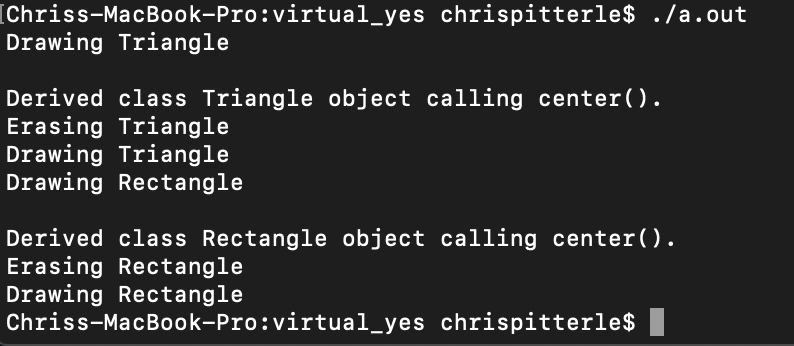 Chriss-MacBook-Pro:virtual_yes chrispitterle$ ./a.out
Drawing Triangle
Derived class Triangle object calling center().
Erasing Triangle
Drawing Triangle
Drawing Rectangle
Derived class Rectangle object calling center().
Erasing Rectangle
Drawing Rectangle
Chriss-MacBook-Pro:virtual_yes chrispitterle$